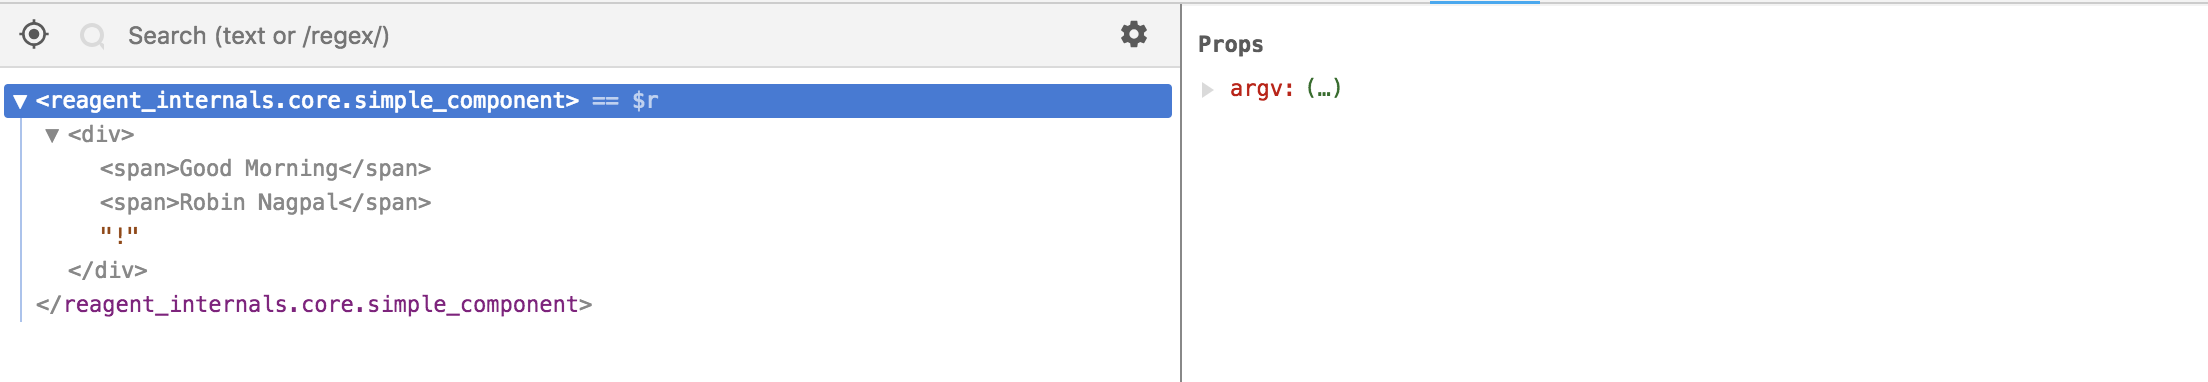 Search (text or /regex/)
▼ <reagent_internals.core.simple_component> == $r
▼ <div>
<span>Good Morning</span>
<span>Robin Nagpal</span>
"!"
</div>
</reagent_internals.core.simple_component>
Props
▶ argv: (…)